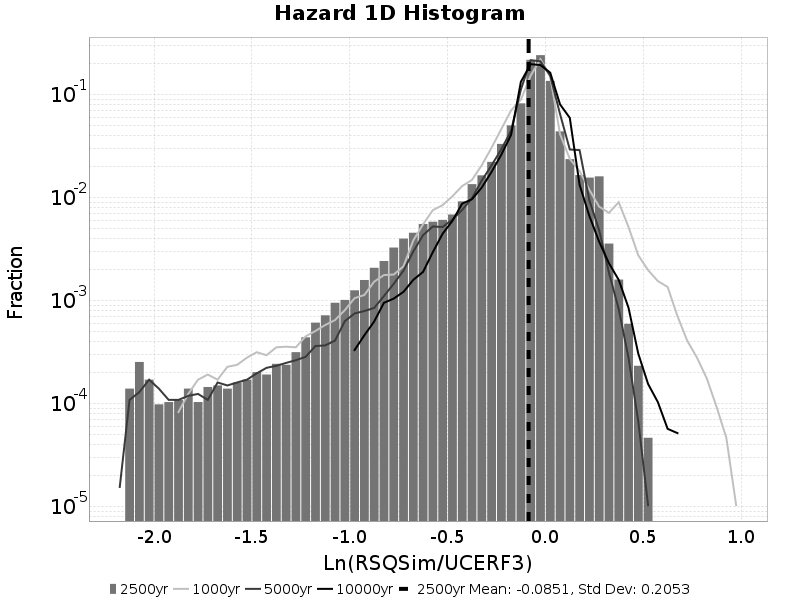 Hazard 1D Histogram
Fraction
10-1
10-2
10-3
10-4
10-5
-2.0 -1.5 -1.0 -0.5 0.0 0.5 1.0
Ln(RSQSim/UCERF3)
2500yr 1000yr 5000yr 10000yr 2500yr Mean: -0.0851, Std Dev: 0.2053